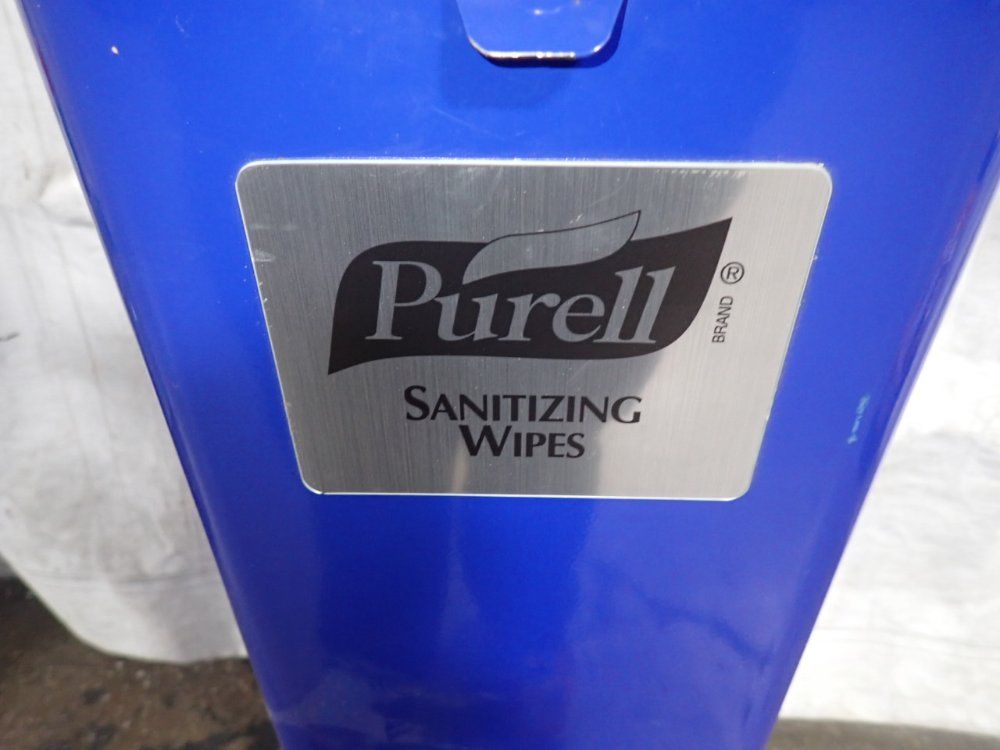 Purell
BRAND ®
SANITIZING
WIPES